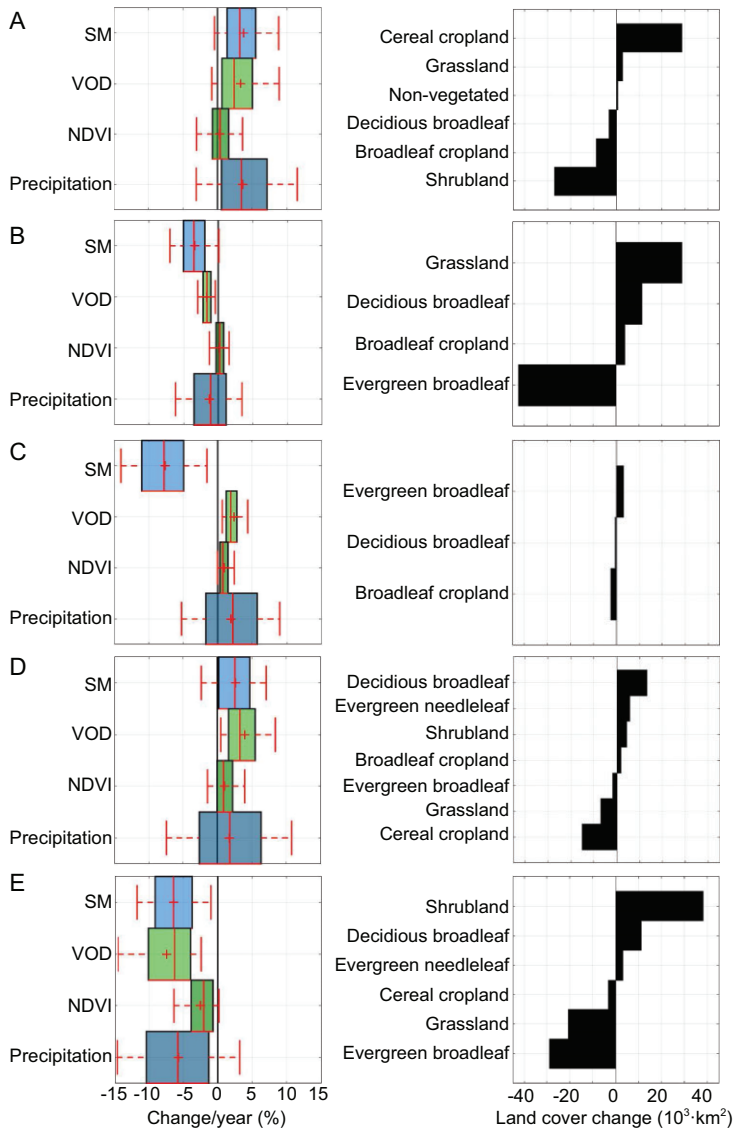 A
SM
VOD
NDVI
Precipitation
Cereal cropland
Grassland
Non-vegetated
Decidious broadleaf
Broadleaf cropland
Shrubland
B
SM
VOD
NDVI
Precipitation
Grassland
Decidious broadleaf
Broadleaf cropland
Evergreen broadleaf
C
SM
VOD
NDVI
Precipitation
Evergreen broadleaf
Decidious broadleaf
Broadleaf cropland
D
SM
VOD
NDVI
Precipitation
Decidious broadleaf
Evergreen needleleaf
Shrubland
Broadleaf cropland
Evergreen broadleaf
Grassland
Cereal cropland
E
SM
VOD
NDVI
Precipitation
-15 -15 -5 0 5 10 15
Change/year (%)
Shrubland
Decidious broadleaf
Evergreen needleleaf
Cereal cropland
Grassland
Evergreen broadleaf
-40 -20 0 20 40
Land cover change (10³·km²)